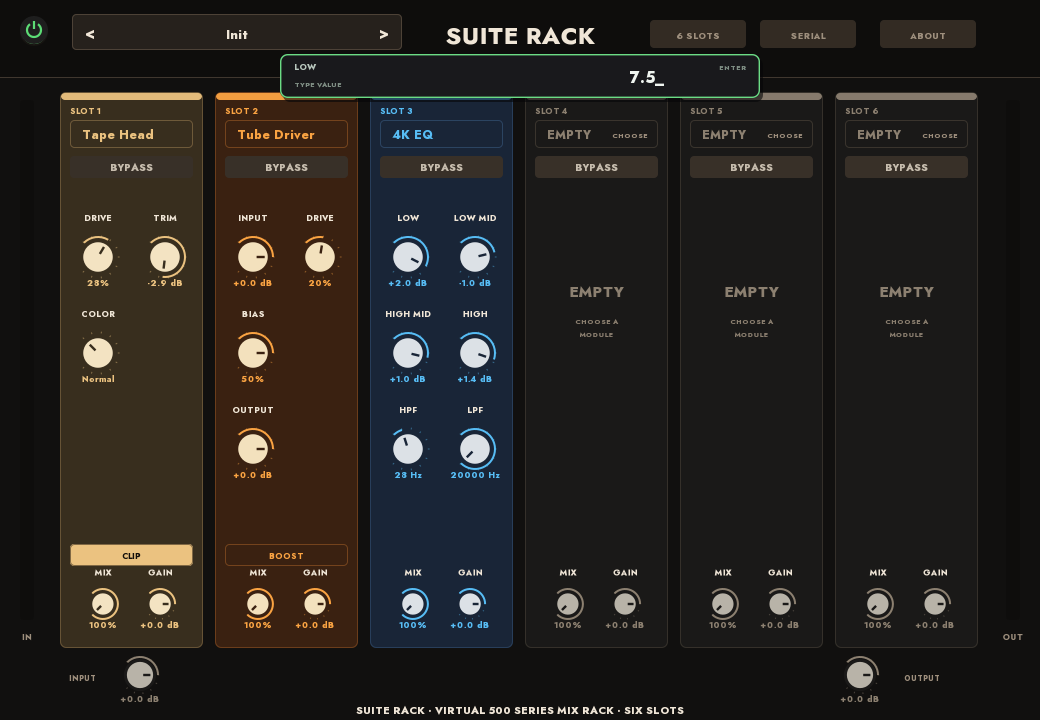 < Init >
SUITE RACK
6 SLOTS
SERIAL
ABOUT
LOW
TYPE VALUE
7.5_
ENTER
SLOT 1
Tape Head
BYPASS
DRIVE TRIM
28% -2.9 dB
COLOR
Normal
CLIP
MIX GAIN
100% +0.0 dB
SLOT 2
Tube Driver
BYPASS
INPUT DRIVE
+0.0 dB 20%
BIAS
50%
OUTPUT
+0.0 dB
BOOST
MIX GAIN
100% +0.0 dB
SLOT 3
4K EQ
BYPASS
LOW LOW MID
+2.0 dB -1.0 dB
HIGH MID HIGH
+1.0 dB +1.4 dB
HPF LPF
28 Hz 20000 Hz
MIX GAIN
100% +0.0 dB
SLOT 4
EMPTY CHOOSE
BYPASS
EMPTY
CHOOSE A
MODULE
MIX GAIN
100% +0.0 dB
SLOT 5
EMPTY CHOOSE
BYPASS
EMPTY
CHOOSE A
MODULE
MIX GAIN
100% +0.0 dB
SLOT 6
EMPTY CHOOSE
BYPASS
EMPTY
CHOOSE A
MODULE
MIX GAIN
100% +0.0 dB
IN
OUT
INPUT
+0.0 dB
OUTPUT
+0.0 dB
SUITE RACK · VIRTUAL 500 SERIES MIX RACK · SIX SLOTS